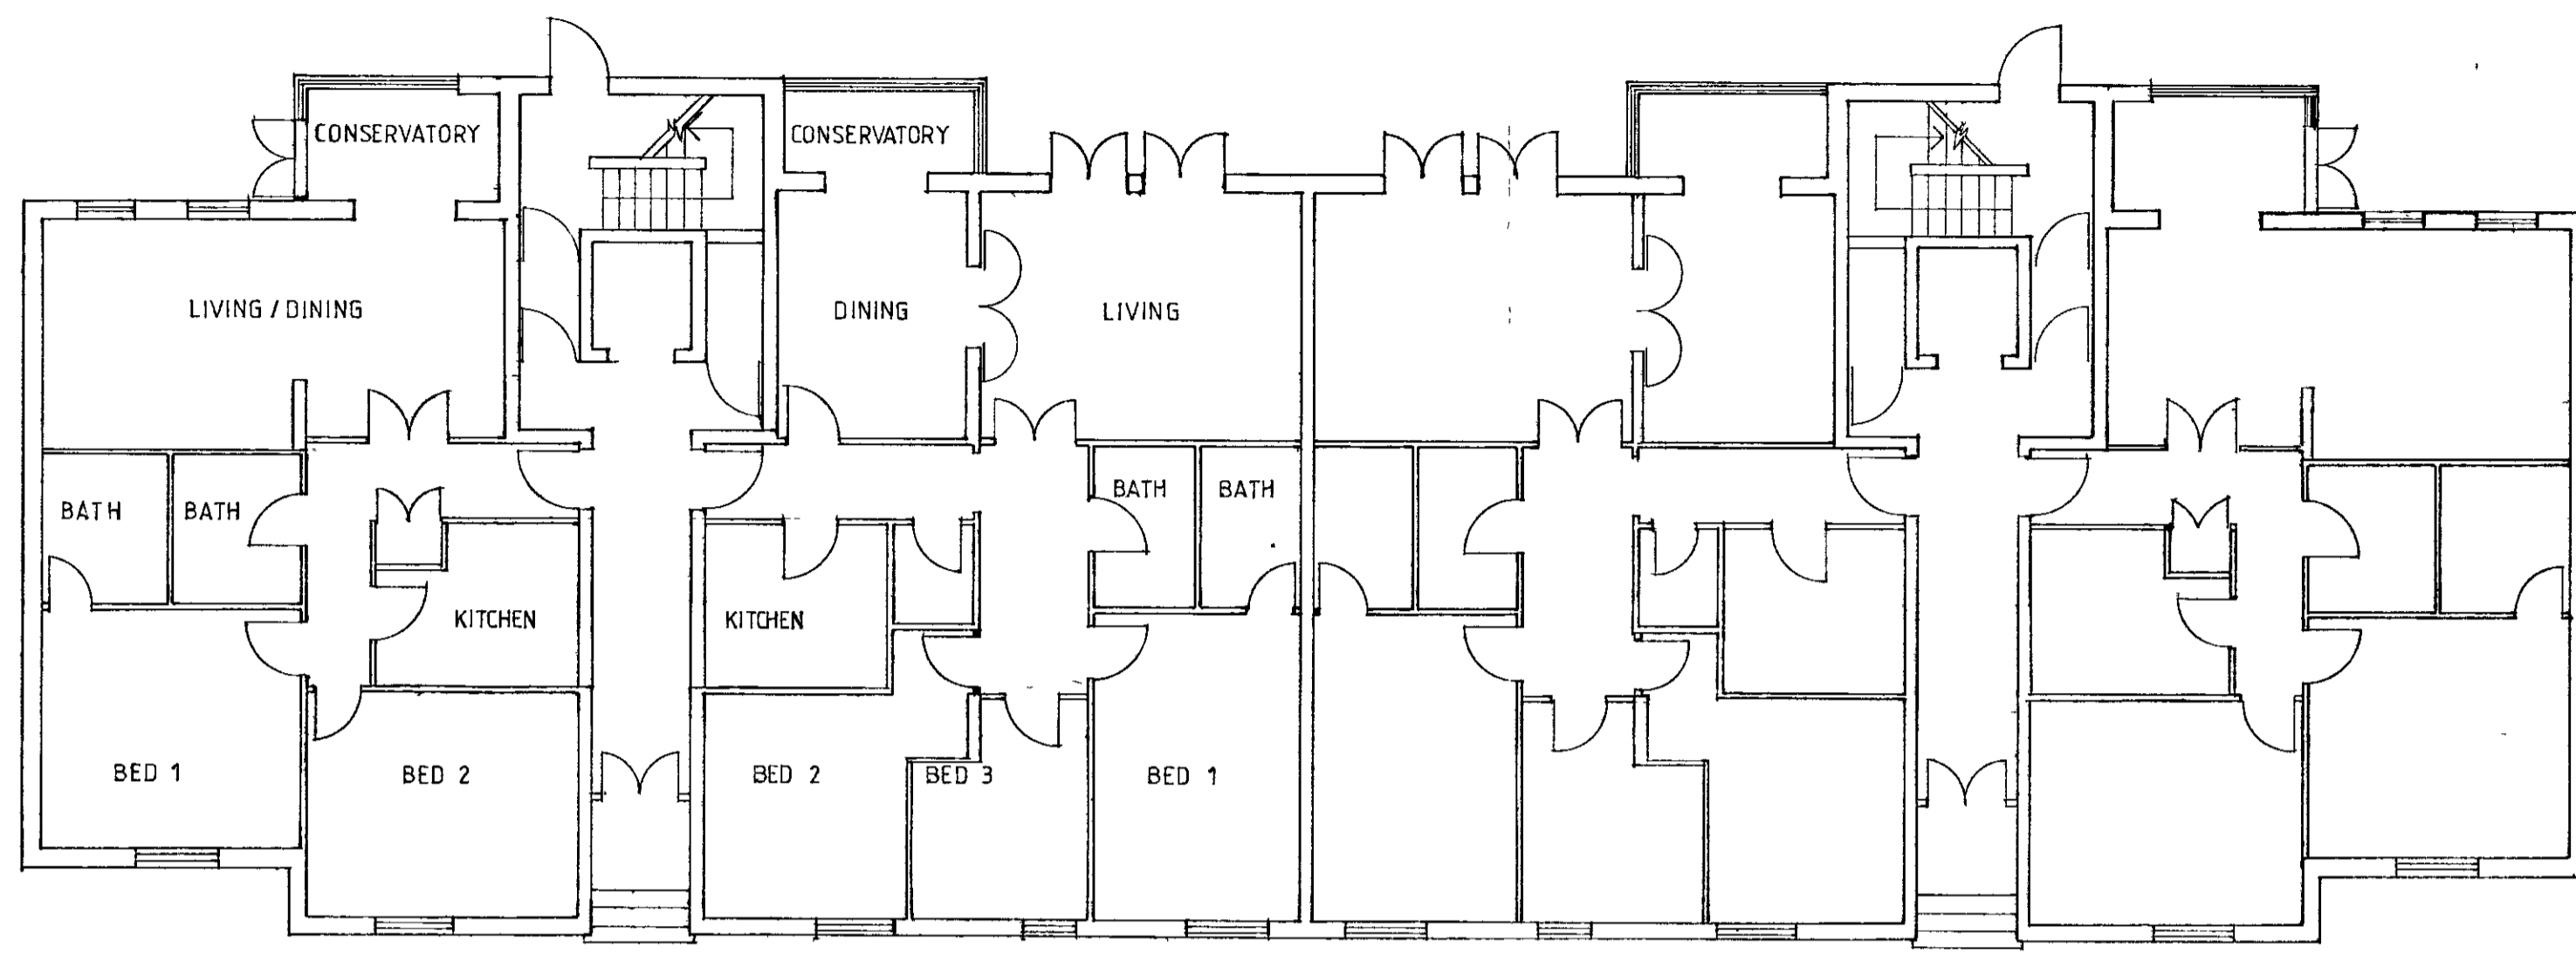 CONSERVATORY
CONSERVATORY
LIVING / DINING
DINING
LIVING
BATH
BATH
BATH
BATH
KITCHEN
KITCHEN
BED 1
BED 2
BED 2
BED 3
BED 1